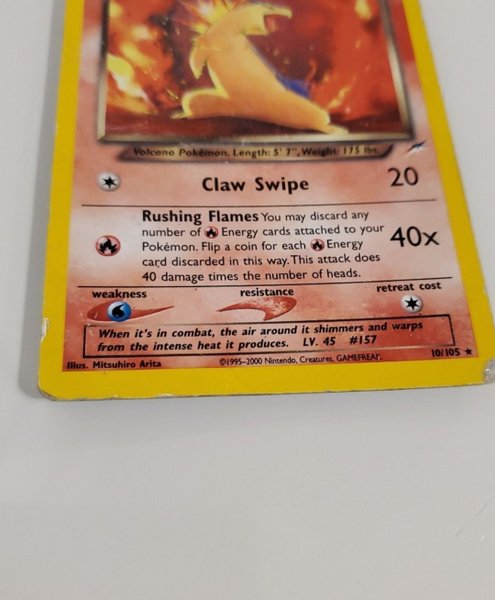 Volcano Pokémon. Length: 5' 7", Weight: 175 lbs.
Claw Swipe 20
Rushing Flames You may discard any
number of Energy cards attached to your
Pokémon. Flip a coin for each Energy
card discarded in this way. This attack does
40 damage times the number of heads.
40x
weakness resistance retreat cost
When it's in combat, the air around it shimmers and warps
from the intense heat it produces. LV. 45 #157
Illus. Mitsuhiro Arita ©1995-2000 Nintendo, Creatures, GAMEFREAK. 10/105 ★